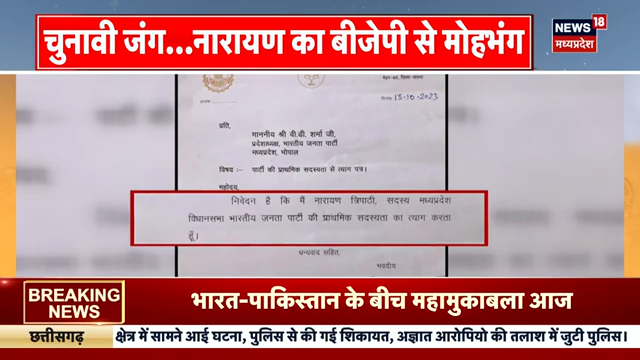 चुनावी जंग...नारायण का बीजेपी से मोहभंग
NEWS 18
मध्यप्रदेश
13-10-2023
प्रति,
माननीय श्री वी.डी. शर्मा जी,
प्रदेशाध्यक्ष, भारतीय जनता पार्टी
मध्यप्रदेश, भोपाल
विषय :- पार्टी की प्राथमिक सदस्यता से त्याग पत्र।
महोदय,
निवेदन है कि मैं नारायण त्रिपाठी, सदस्य मध्यप्रदेश
विधानसभा भारतीय जनता पार्टी की प्राथमिक सदस्यता का त्याग करता
हूँ।
धन्यवाद सहित,
भवदीय
BREAKING
NEWS
भारत-पाकिस्तान के बीच महामुकाबला आज
छत्तीसगढ़ क्षेत्र में सामने आई घटना, पुलिस से की गई शिकायत, अज्ञात आरोपियो की तलाश में जुटी पुलिस।